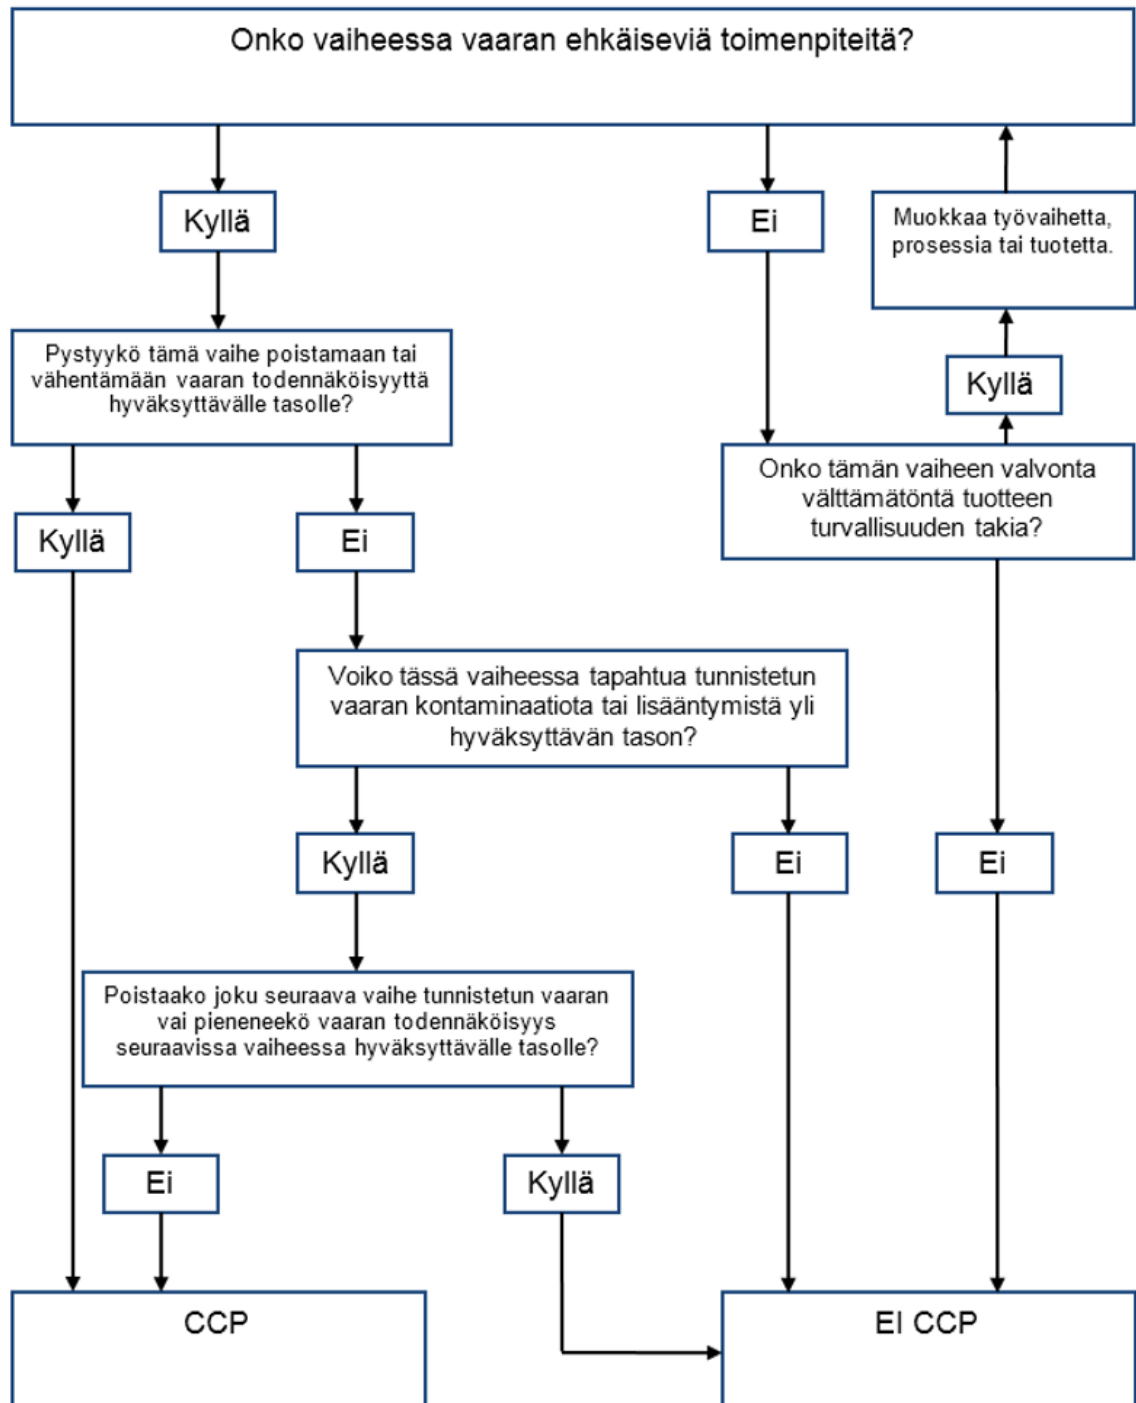 Onko vaiheessa vaaran ehkäiseviä toimenpiteitä?
Kyllä
Ei
Muokkaa työvaihetta,
prosessia tai tuotetta.
Pystyykö tämä vaihe poistamaan tai
vähentämään vaaran todennäköisyyttä
hyväksyttävälle tasolle?
Kyllä
Onko tämän vaiheen valvonta
välttämätöntä tuotteen
turvallisuuden takia?
Kyllä
Ei
Voiko tässä vaiheessa tapahtua tunnistetun
vaaran kontaminaatiota tai lisääntymistä yli
hyväksyttävän tason?
Kyllä
Ei
Ei
Poistaako joku seuraava vaihe tunnistetun vaaran
vai pieneneekö vaaran todennäköisyys
seuraavissa vaiheessa hyväksyttävälle tasolle?
Ei
Kyllä
CCP
EI CCP